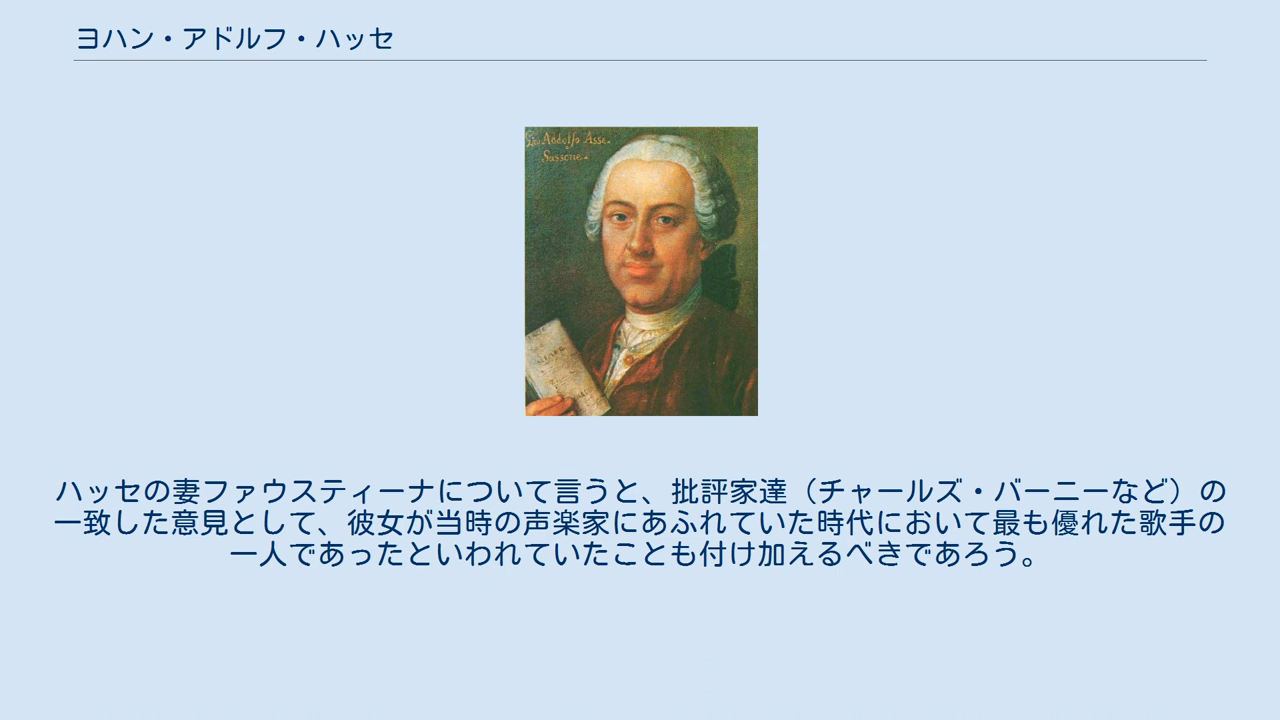 ヨハン・アドルフ・ハッセ
Adolfo Asse
Sassone
ハッセの妻ファウスティーナについて言うと、批評家達（チャールズ・バーニーなど）の
一致した意見として、彼女が当時の声楽家にあふれていた時代において最も優れた歌手の
一人であったといわれていたことも付け加えるべきであろう。